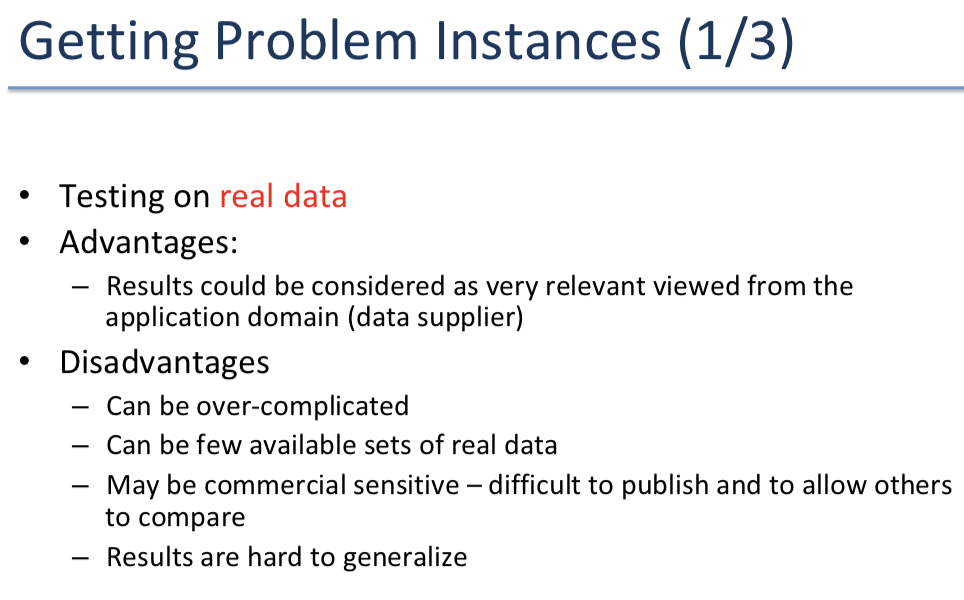 Getting Problem Instances (1/3)
• Testing on real data
• Advantages:
– Results could be considered as very relevant viewed from the
application domain (data supplier)
• Disadvantages
– Can be over-complicated
– Can be few available sets of real data
– May be commercial sensitive – difficult to publish and to allow others
to compare
– Results are hard to generalize